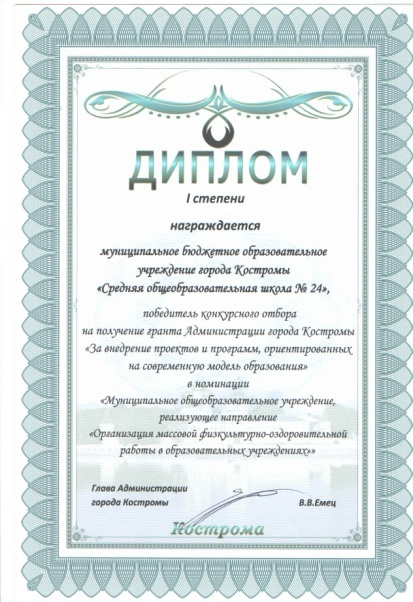 ДИПЛОМ
I степени
награждается
муниципальное бюджетное образовательное
учреждение города Костромы
«Средняя общеобразовательная школа № 24»,
победитель конкурсного отбора
на получение гранта Администрации города Костромы
«За внедрение проектов и программ, ориентированных
на современную модель образования»
в номинации
«Муниципальное общеобразовательное учреждение,
реализующее направление
«Организация массовой физкультурно-оздоровительной
работы в образовательных учреждениях»»
Глава Администрации
города Костромы В.В.Емец
Кострома